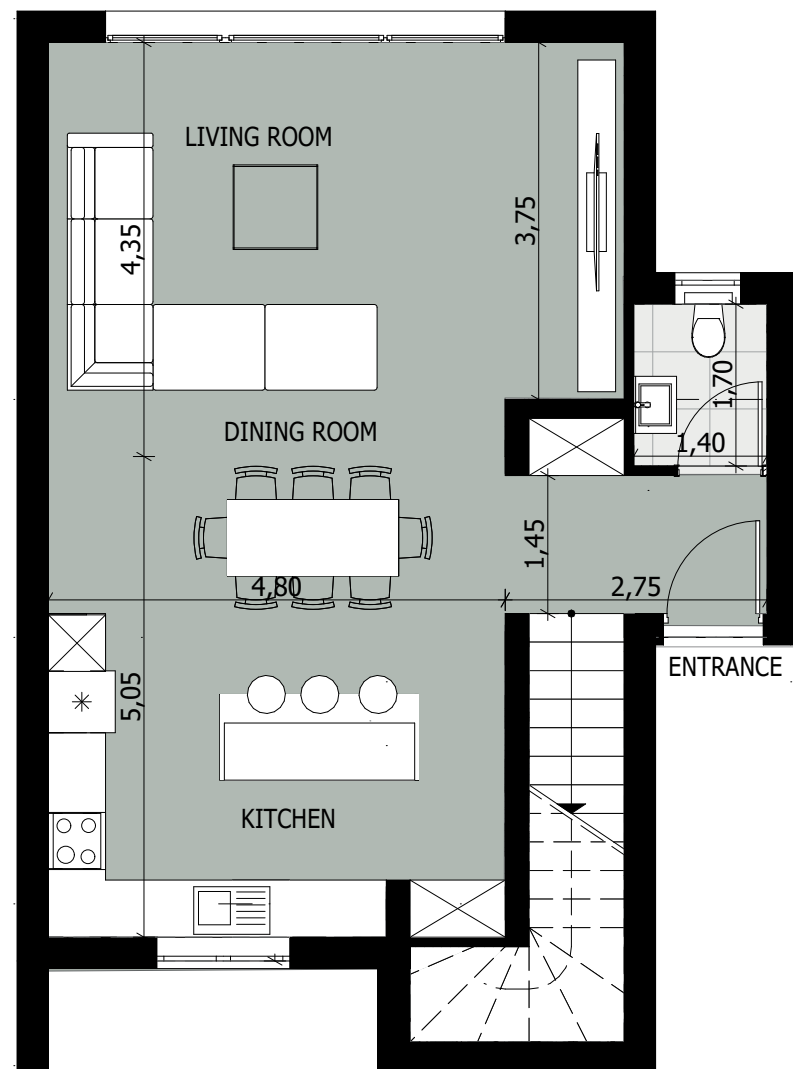 LIVING ROOM
4,35
3,75
1,70
1,40
DINING ROOM
1,45
4,80
2,75
ENTRANCE
5,05
KITCHEN